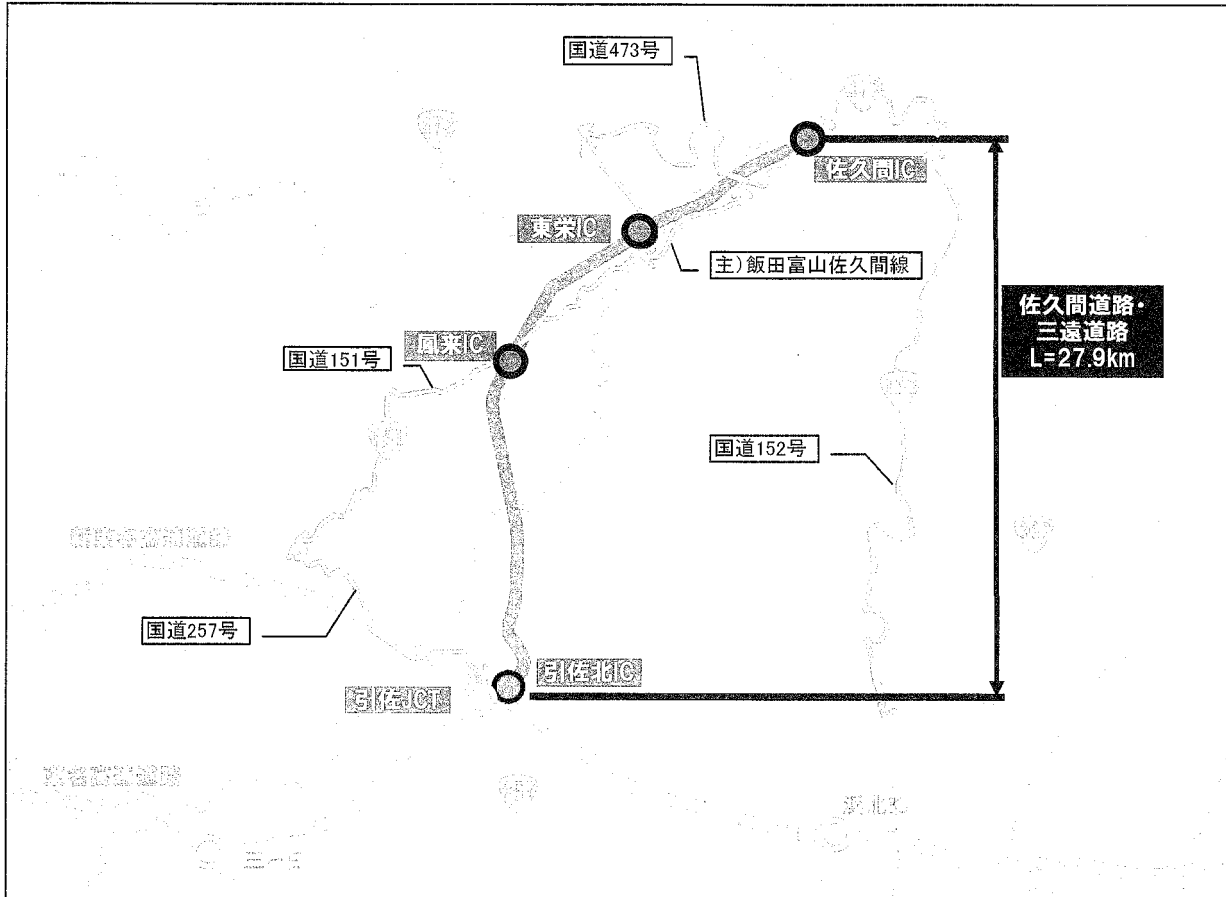 国道473号
佐久間IC
東栄IC
主)飯田富山佐久間線
佐久間道路・
三遠道路
L=27.9km
鳳来IC
国道151号
国道152号
国道257号
引佐北IC
引佐JCT